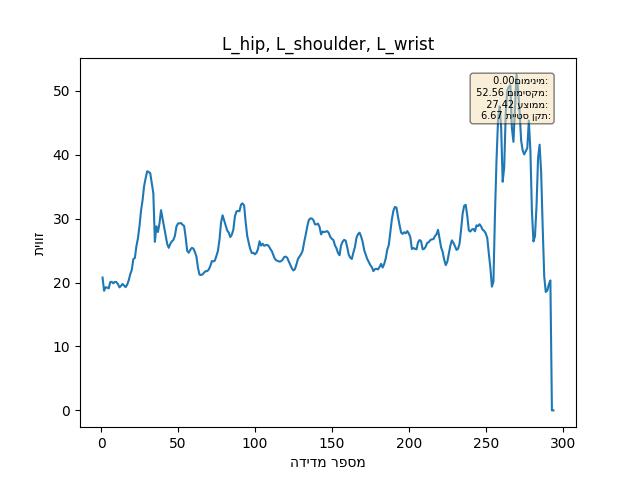 L_hip, L_shoulder, L_wrist
מינימום: 0.00
מקסימום: 52.56
ממוצע: 27.42
סטיית תקן: 6.67
זווית
50
40
30
20
10
0
0 50 100 150 200 250 300
מספר מדידה